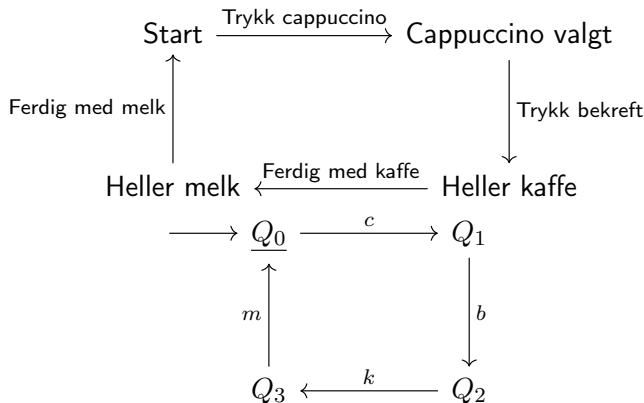 Trykk cappuccino
Start Cappuccino valgt
Ferdig med melk Trykk bekreft
Ferdig med kaffe
Heller melk Heller kaffe
c
Q0 Q1
m b
k
Q3 Q2